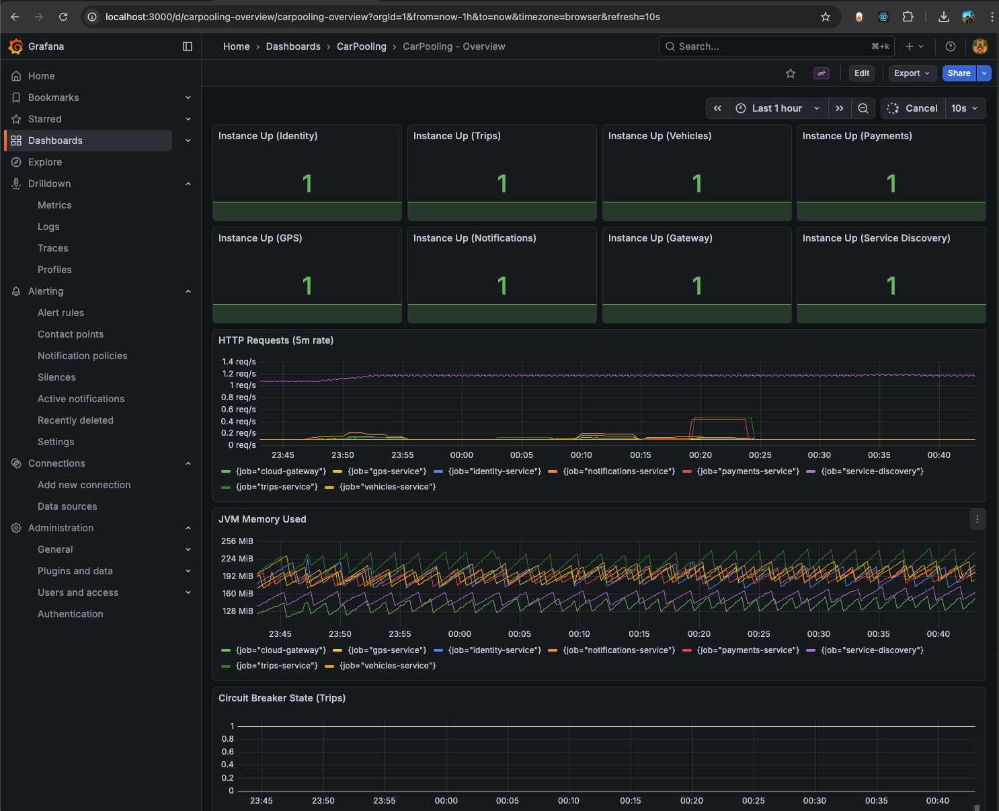 localhost:3000/d/carpooling-overview/carpooling-overview?orgId=1&from=now-1h&to=now&timezone=browser&refresh=10s
Grafana
Home › Dashboards › CarPooling › CarPooling - Overview
Search... ⌘+k
Edit Export Share
Last 1 hour Cancel 10s
Home
Bookmarks
Starred
Dashboards
Explore
Drilldown
Metrics
Logs
Traces
Profiles
Alerting
Alert rules
Contact points
Notification policies
Silences
Active notifications
Recently deleted
Settings
Connections
Add new connection
Data sources
Administration
General
Plugins and data
Users and access
Authentication
Instance Up (Identity)
1
Instance Up (Trips)
1
Instance Up (Vehicles)
1
Instance Up (Payments)
1
Instance Up (GPS)
1
Instance Up (Notifications)
1
Instance Up (Gateway)
1
Instance Up (Service Discovery)
1
HTTP Requests (5m rate)
1.4 req/s
1.2 req/s
1 req/s
0.8 req/s
0.6 req/s
0.4 req/s
0.2 req/s
0 req/s
23:45 23:50 23:55 00:00 00:05 00:10 00:15 00:20 00:25 00:30 00:35 00:40
{job="cloud-gateway"} {job="gps-service"} {job="identity-service"} {job="notifications-service"} {job="payments-service"} {job="service-discovery"}
{job="trips-service"} {job="vehicles-service"}
JVM Memory Used
256 MiB
224 MiB
192 MiB
160 MiB
128 MiB
23:45 23:50 23:55 00:00 00:05 00:10 00:15 00:20 00:25 00:30 00:35 00:40
{job="cloud-gateway"} {job="gps-service"} {job="identity-service"} {job="notifications-service"} {job="payments-service"} {job="service-discovery"}
{job="trips-service"} {job="vehicles-service"}
Circuit Breaker State (Trips)
1
0.8
0.6
0.4
0.2
0
23:45 23:50 23:55 00:00 00:05 00:10 00:15 00:20 00:25 00:30 00:35 00:40